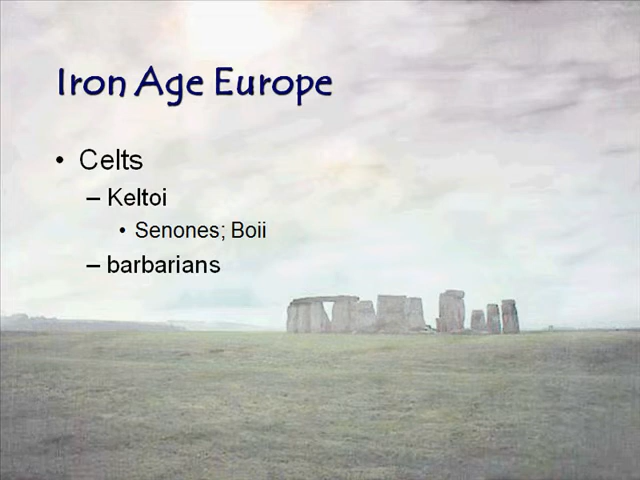 Iron Age Europe
• Celts
– Keltoi
• Senones; Boii
– barbarians